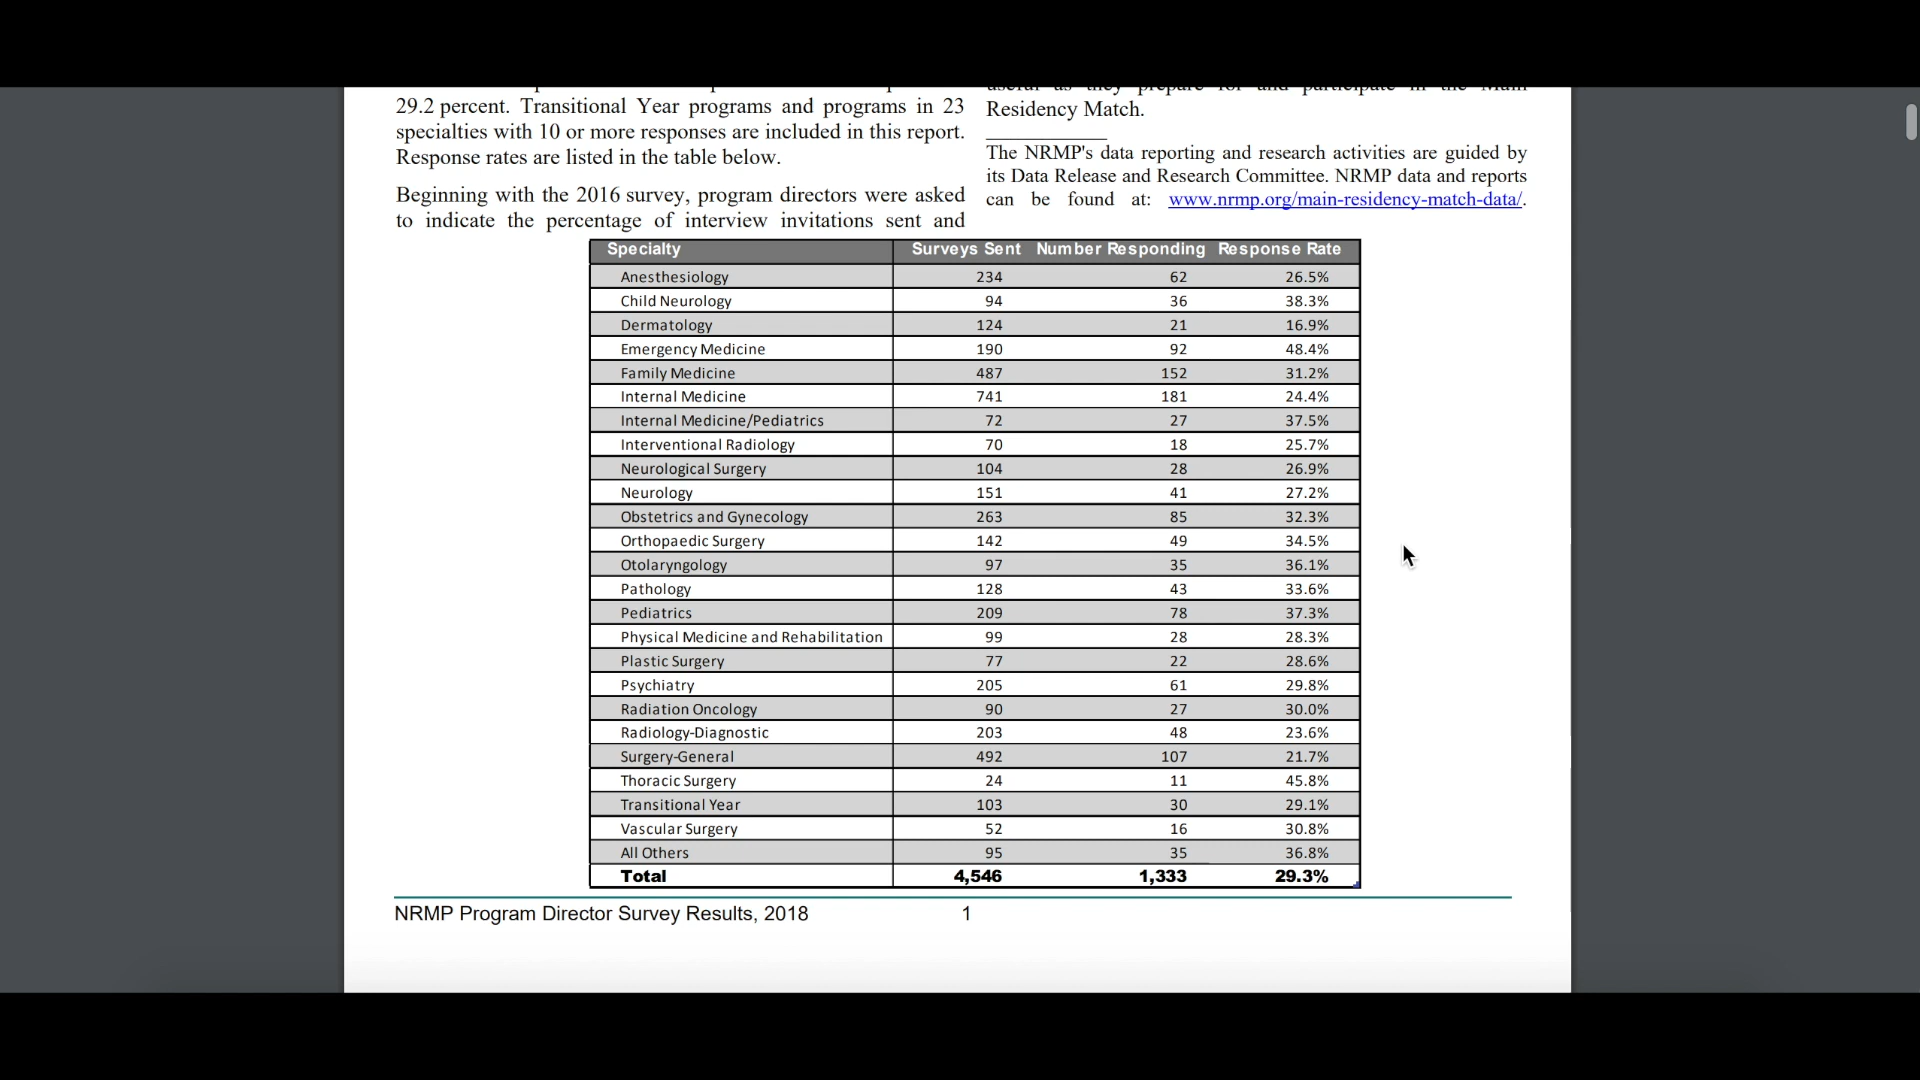 29.2 percent. Transitional Year programs and programs in 23
specialties with 10 or more responses are included in this report.
Response rates are listed in the table below.
Beginning with the 2016 survey, program directors were asked
to indicate the percentage of interview invitations sent and
useful as they prepare for and participate in the Main
Residency Match.
The NRMP's data reporting and research activities are guided by
its Data Release and Research Committee. NRMP data and reports
can be found at: www.nrmp.org/main-residency-match-data/.
Specialty Surveys Sent Number Responding Response Rate
Anesthesiology 234 62 26.5%
Child Neurology 94 36 38.3%
Dermatology 124 21 16.9%
Emergency Medicine 190 92 48.4%
Family Medicine 487 152 31.2%
Internal Medicine 741 181 24.4%
Internal Medicine/Pediatrics 72 27 37.5%
Interventional Radiology 70 18 25.7%
Neurological Surgery 104 28 26.9%
Neurology 151 41 27.2%
Obstetrics and Gynecology 263 85 32.3%
Orthopaedic Surgery 142 49 34.5%
Otolaryngology 97 35 36.1%
Pathology 128 43 33.6%
Pediatrics 209 78 37.3%
Physical Medicine and Rehabilitation 99 28 28.3%
Plastic Surgery 77 22 28.6%
Psychiatry 205 61 29.8%
Radiation Oncology 90 27 30.0%
Radiology-Diagnostic 203 48 23.6%
Surgery-General 492 107 21.7%
Thoracic Surgery 24 11 45.8%
Transitional Year 103 30 29.1%
Vascular Surgery 52 16 30.8%
All Others 95 35 36.8%
Total 4,546 1,333 29.3%
NRMP Program Director Survey Results, 2018 1